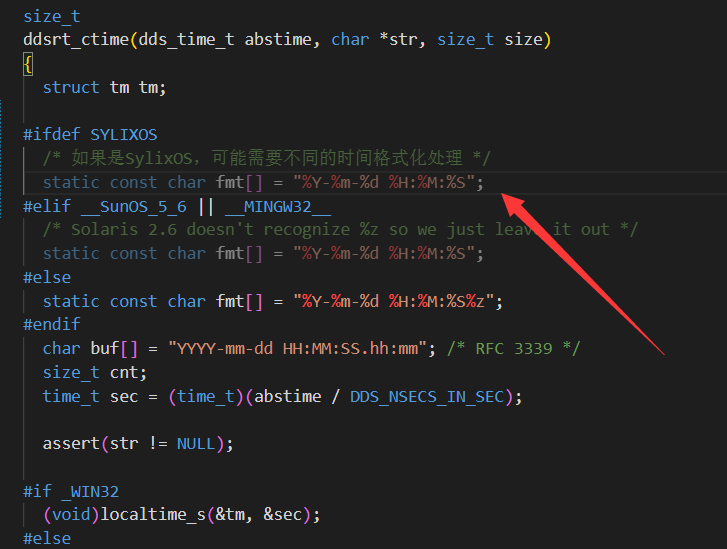 size_t
ddsrt_ctime(dds_time_t abstime, char *str, size_t size)
{
  struct tm tm;

#ifdef SYLIXOS
  /* 如果是SylixOS，可能需要不同的时间格式化处理 */
  static const char fmt[] = "%Y-%m-%d %H:%M:%S";
#elif __SunOS_5_6 || __MINGW32__
  /* Solaris 2.6 doesn't recognize %z so we just leave it out */
  static const char fmt[] = "%Y-%m-%d %H:%M:%S";
#else
  static const char fmt[] = "%Y-%m-%d %H:%M:%S%z";
#endif
  char buf[] = "YYYY-mm-dd HH:MM:SS.hh:mm"; /* RFC 3339 */
  size_t cnt;
  time_t sec = (time_t)(abstime / DDS_NSECS_IN_SEC);

  assert(str != NULL);

#if _WIN32
  (void)localtime_s(&tm, &sec);
#else